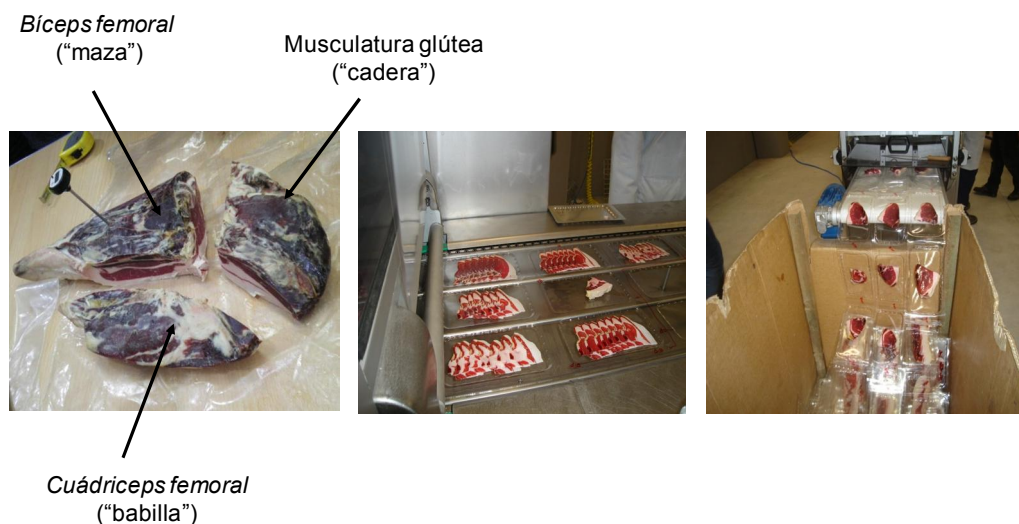 Bíceps femoral
(“maza”)
Musculatura glútea
(“cadera”)
Cuádriceps femoral
(“babilla”)